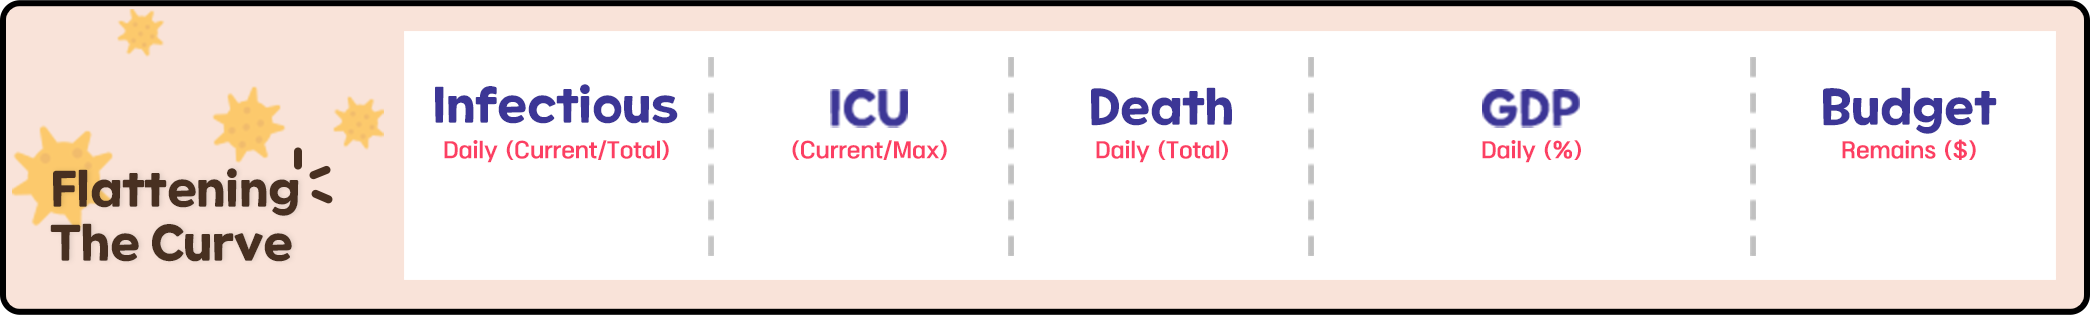 Flattening
The Curve
Infectious
Daily (Current/Total)
ICU
(Current/Max)
Death
Daily (Total)
GDP
Daily (%)
Budget
Remains ($)